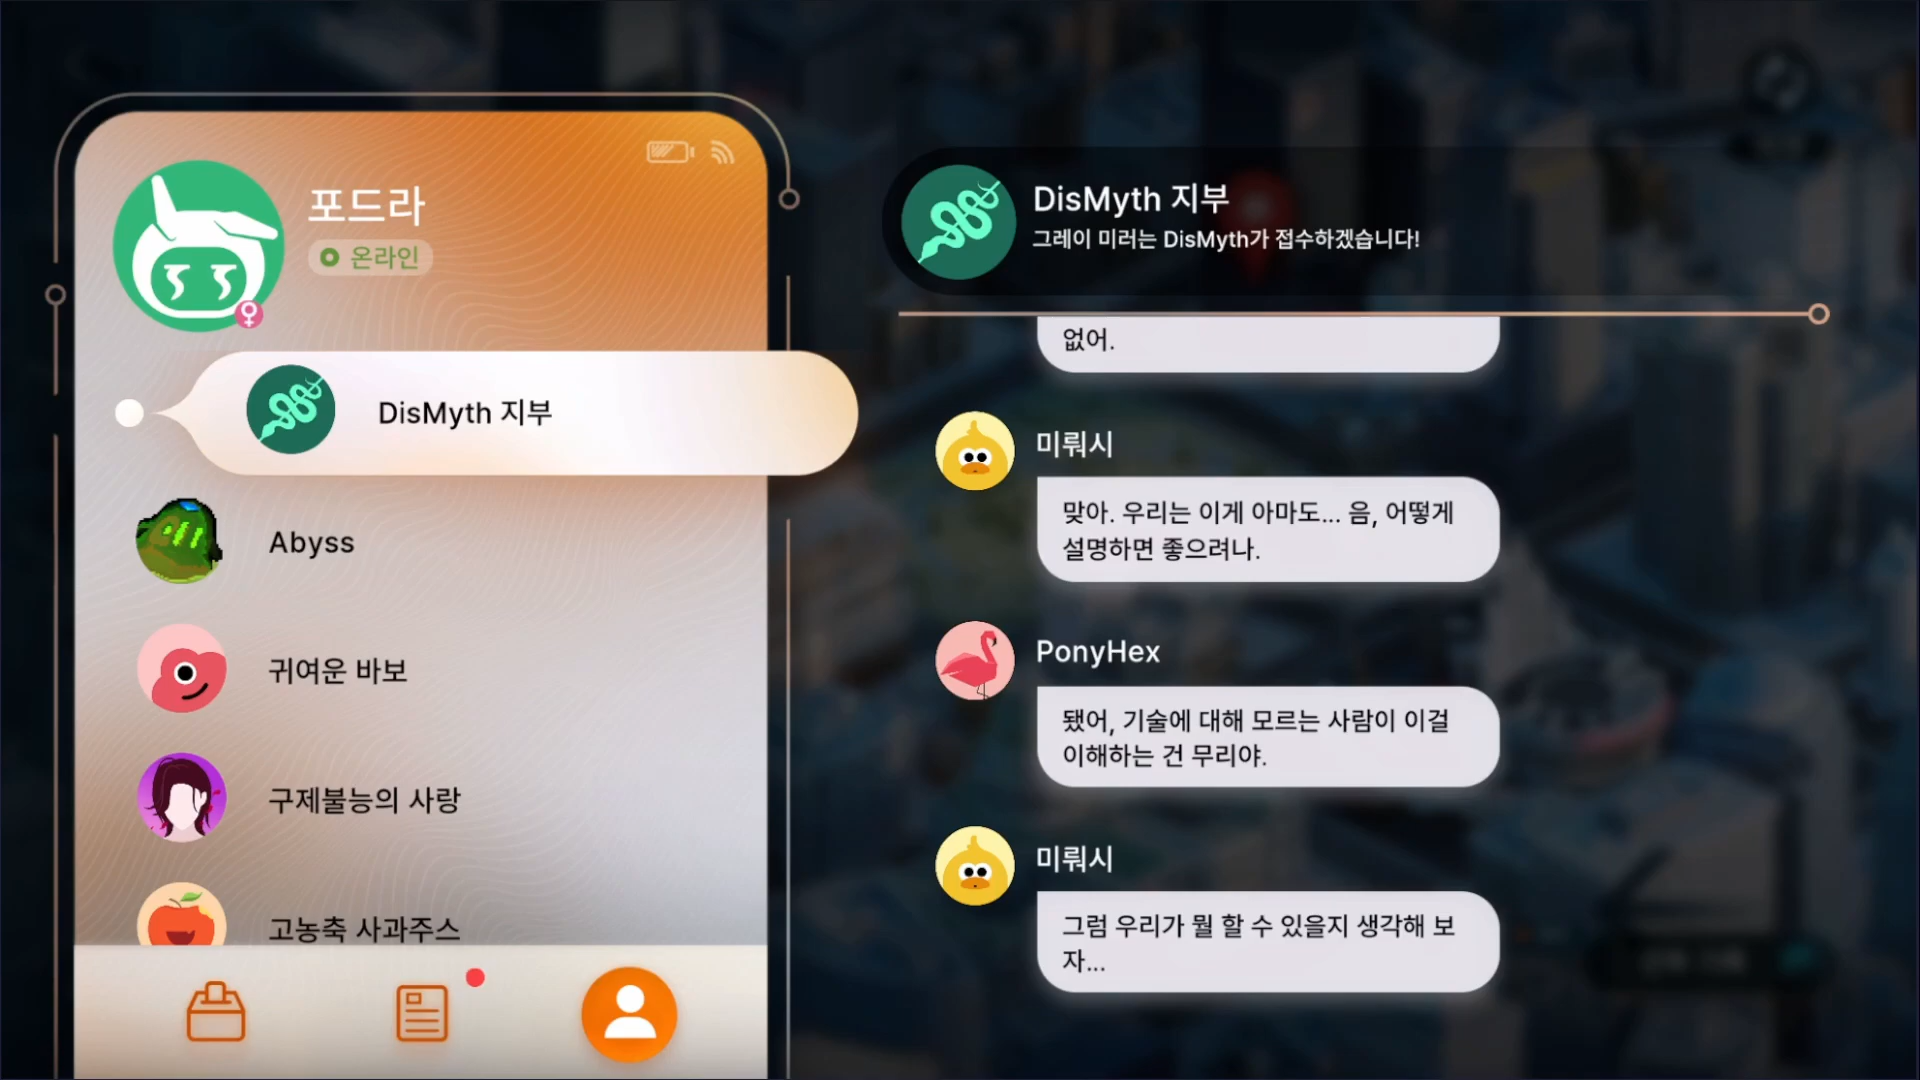 포드라
온라인
DisMyth 지부
Abyss
귀여운 바보
구제불능의 사랑
고농축 사과주스
DisMyth 지부
그레이 미러는 DisMyth가 접수하겠습니다!
없어.
미뤄시
맞아. 우리는 이게 아마도... 음, 어떻게
설명하면 좋으려나.
PonyHex
됐어, 기술에 대해 모르는 사람이 이걸
이해하는 건 무리야.
미뤄시
그럼 우리가 뭘 할 수 있을지 생각해 보
자...